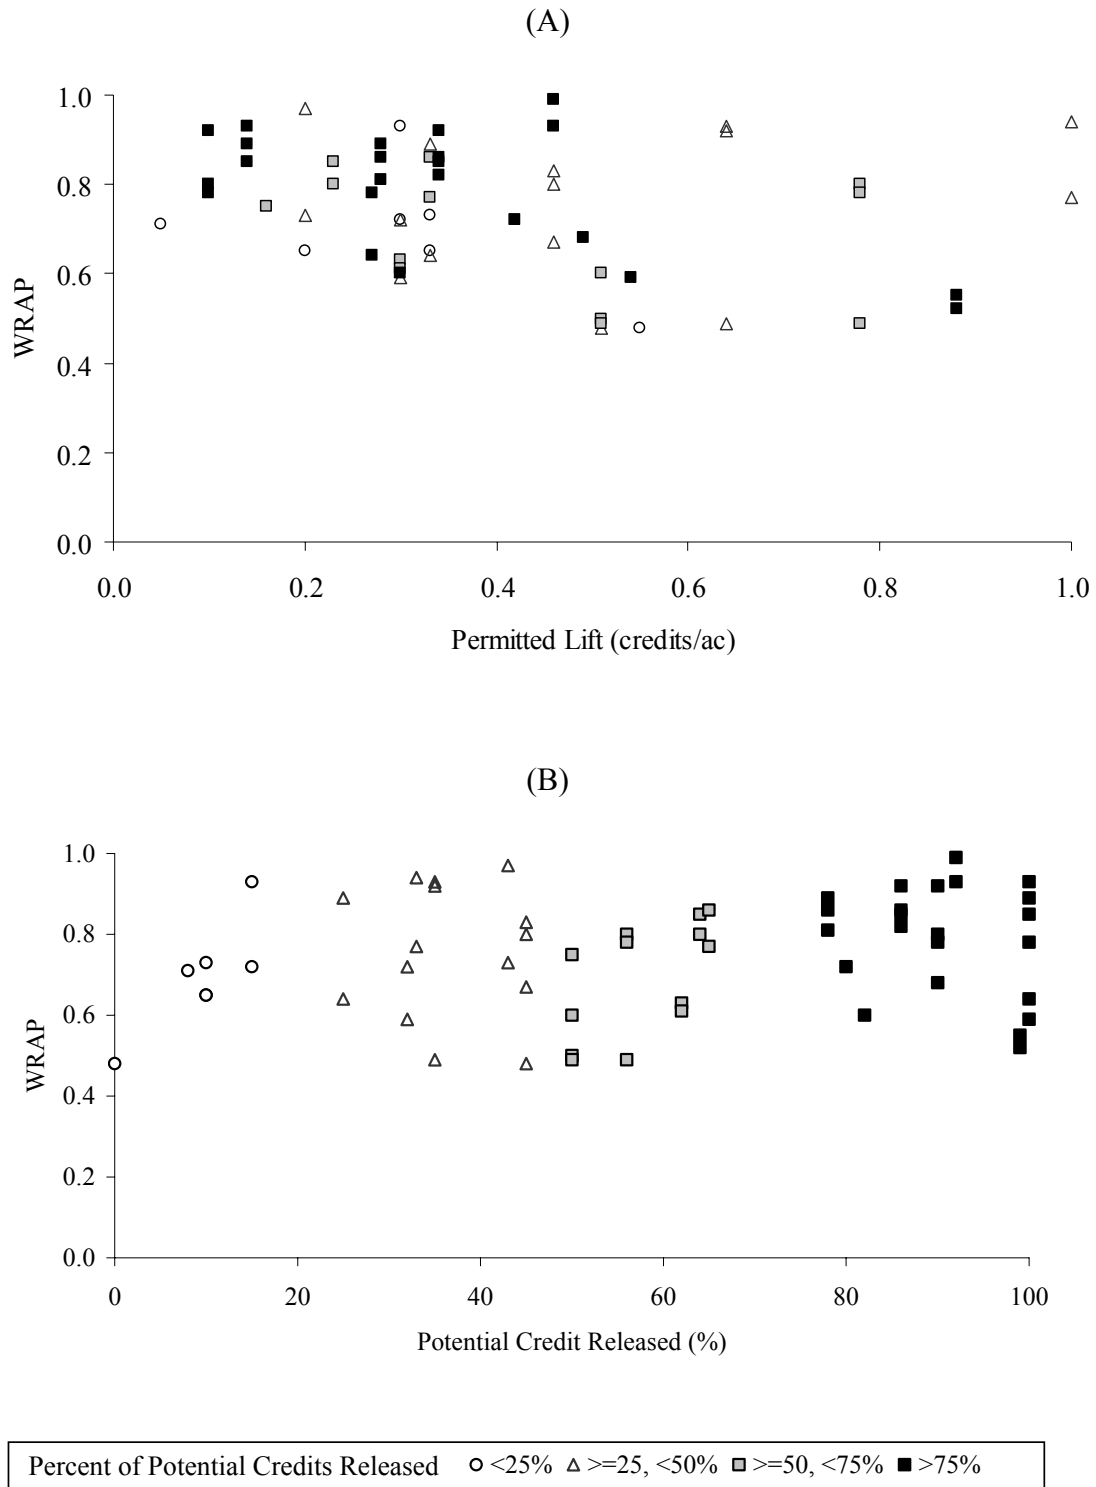 (A)
1.0
0.8
0.6
0.4
0.2
0.0
WRAP
0.0 0.2 0.4 0.6 0.8 1.0
Permitted Lift (credits/ac)
(B)
1.0
0.8
0.6
0.4
0.2
0.0
WRAP
0 20 40 60 80 100
Potential Credit Released (%)
Percent of Potential Credits Released <25% >=25, <50% >=50, <75% >75%